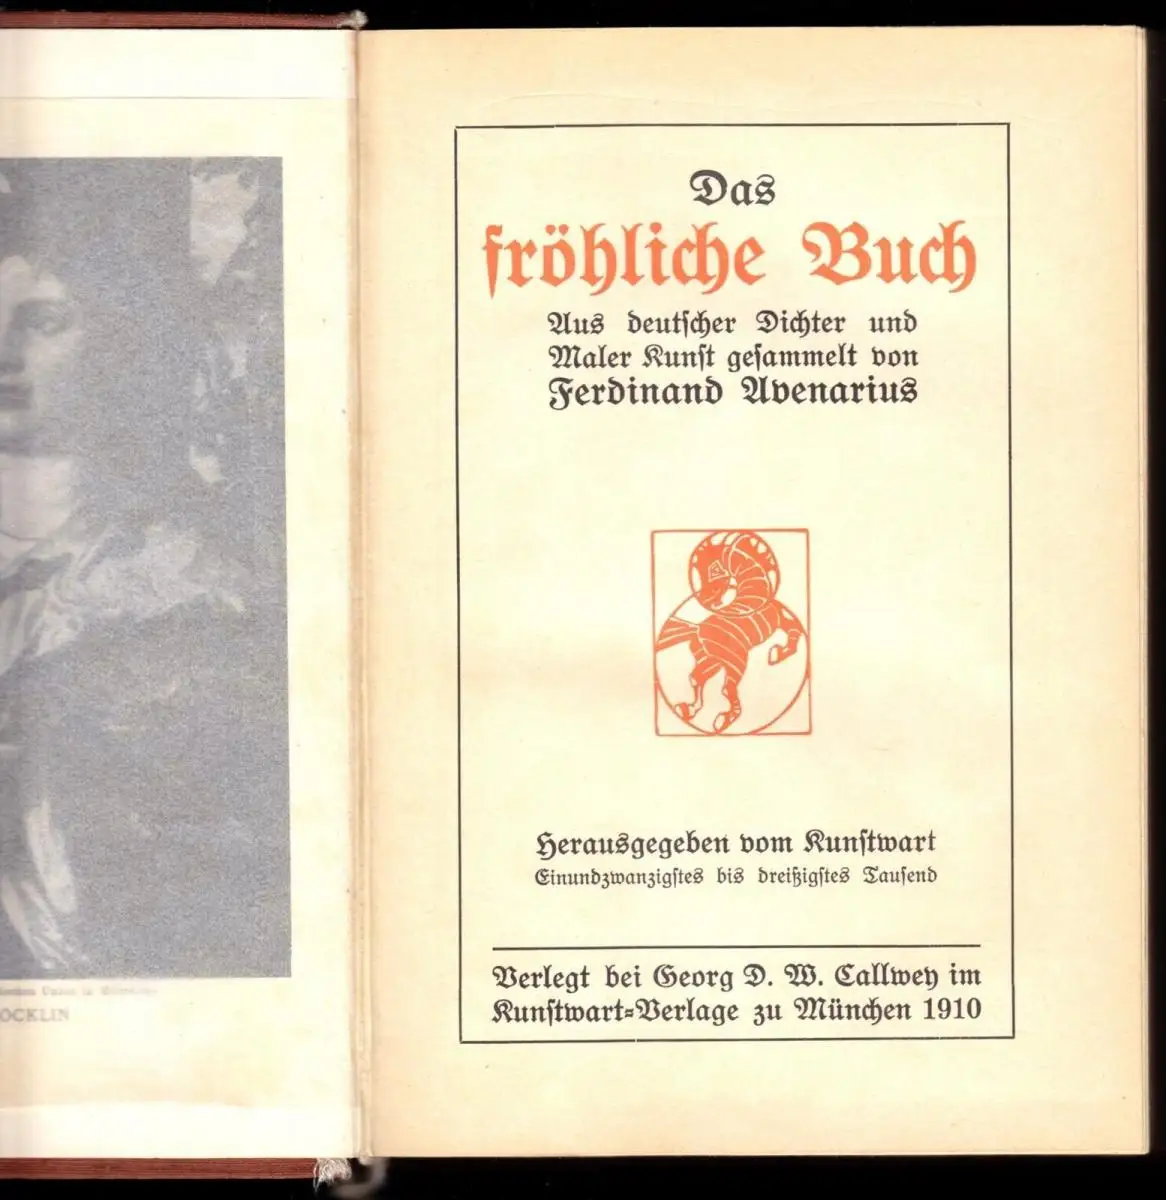 Das
fröhliche Buch
Aus deutscher Dichter und
Maler Kunst gesammelt von
Ferdinand Avenarius
Herausgegeben vom Kunstwart
Einundzwanzigstes bis dreißigstes Tausend
Verlegt bei Georg D. W. Callwey im
Kunstwart-Verlage zu München 1910
OCKLIN